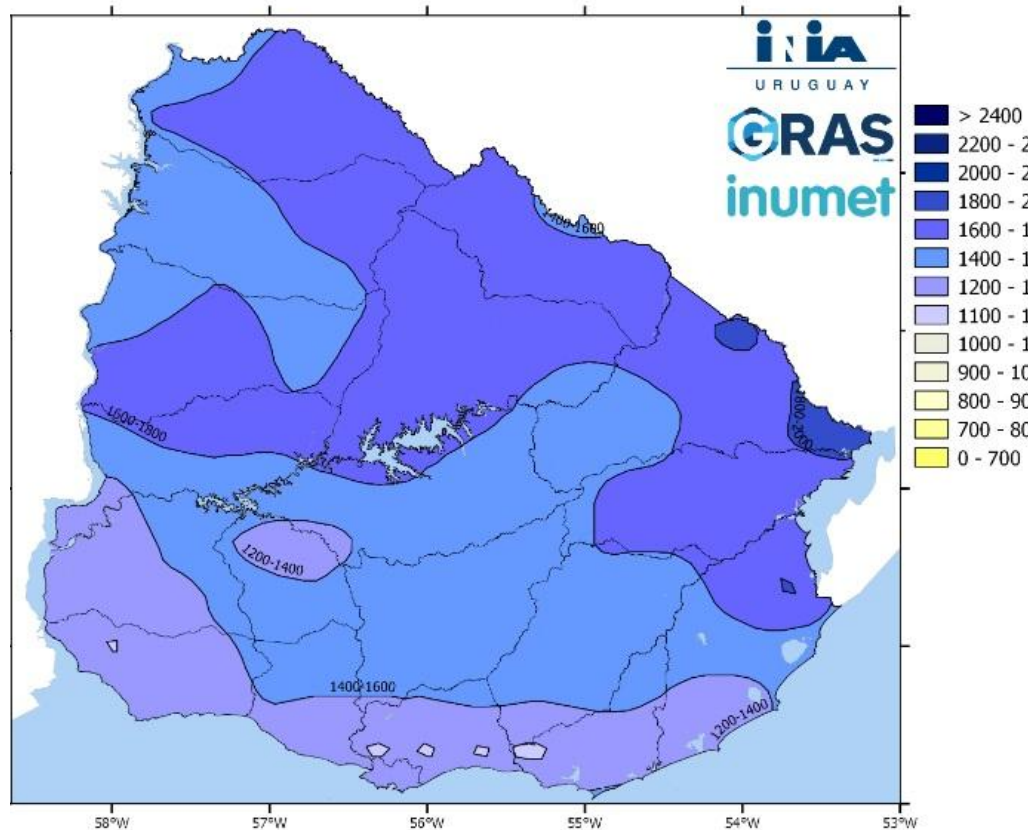 INIA
URUGUAY
GRAS
inumet
> 2400
2200 - 2
2000 - 2
1800 - 2
1600 - 1
1400 - 1
1200 - 1
1100 - 1
1000 - 1
900 - 10
800 - 90
700 - 80
0 - 700
1400-1600
1800-2000
1600-1800
1200-1400
1400-1600
1200-1400
58°W
57°W
56°W
55°W
54°W
53°W